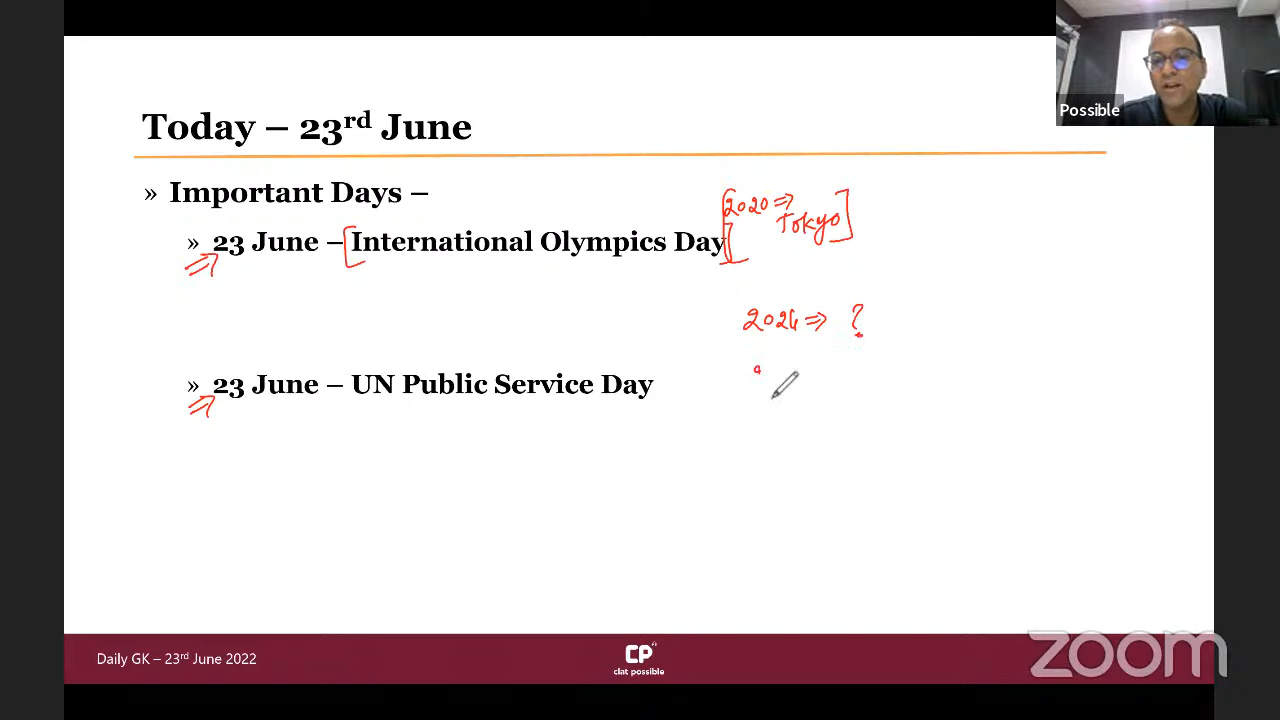 Possible
Today – 23rd June
» Important Days –
2020 ⇒
Tokyo
» 23 June – International Olympics Day
2024 ⇒ ?
» 23 June – UN Public Service Day
Daily GK – 23rd June 2022
CP
clat possible
zoom